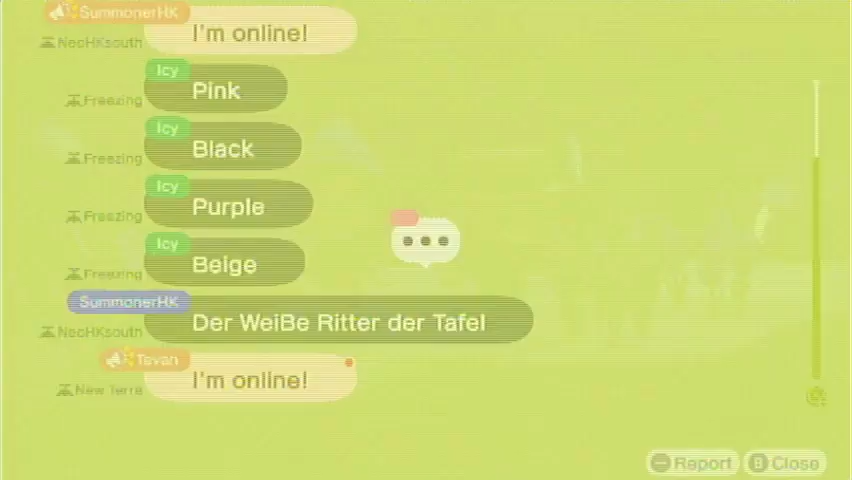 SummonerHK
I'm online!
NeoHKsouth
Icy
Pink
Freezing
Icy
Black
Freezing
Icy
Purple
Freezing
Icy
Beige
Freezing
SummonerHK
Der WeiBe Ritter der Tafel
NeoHKsouth
Tevan
I'm online!
New Terre
Report
B Close